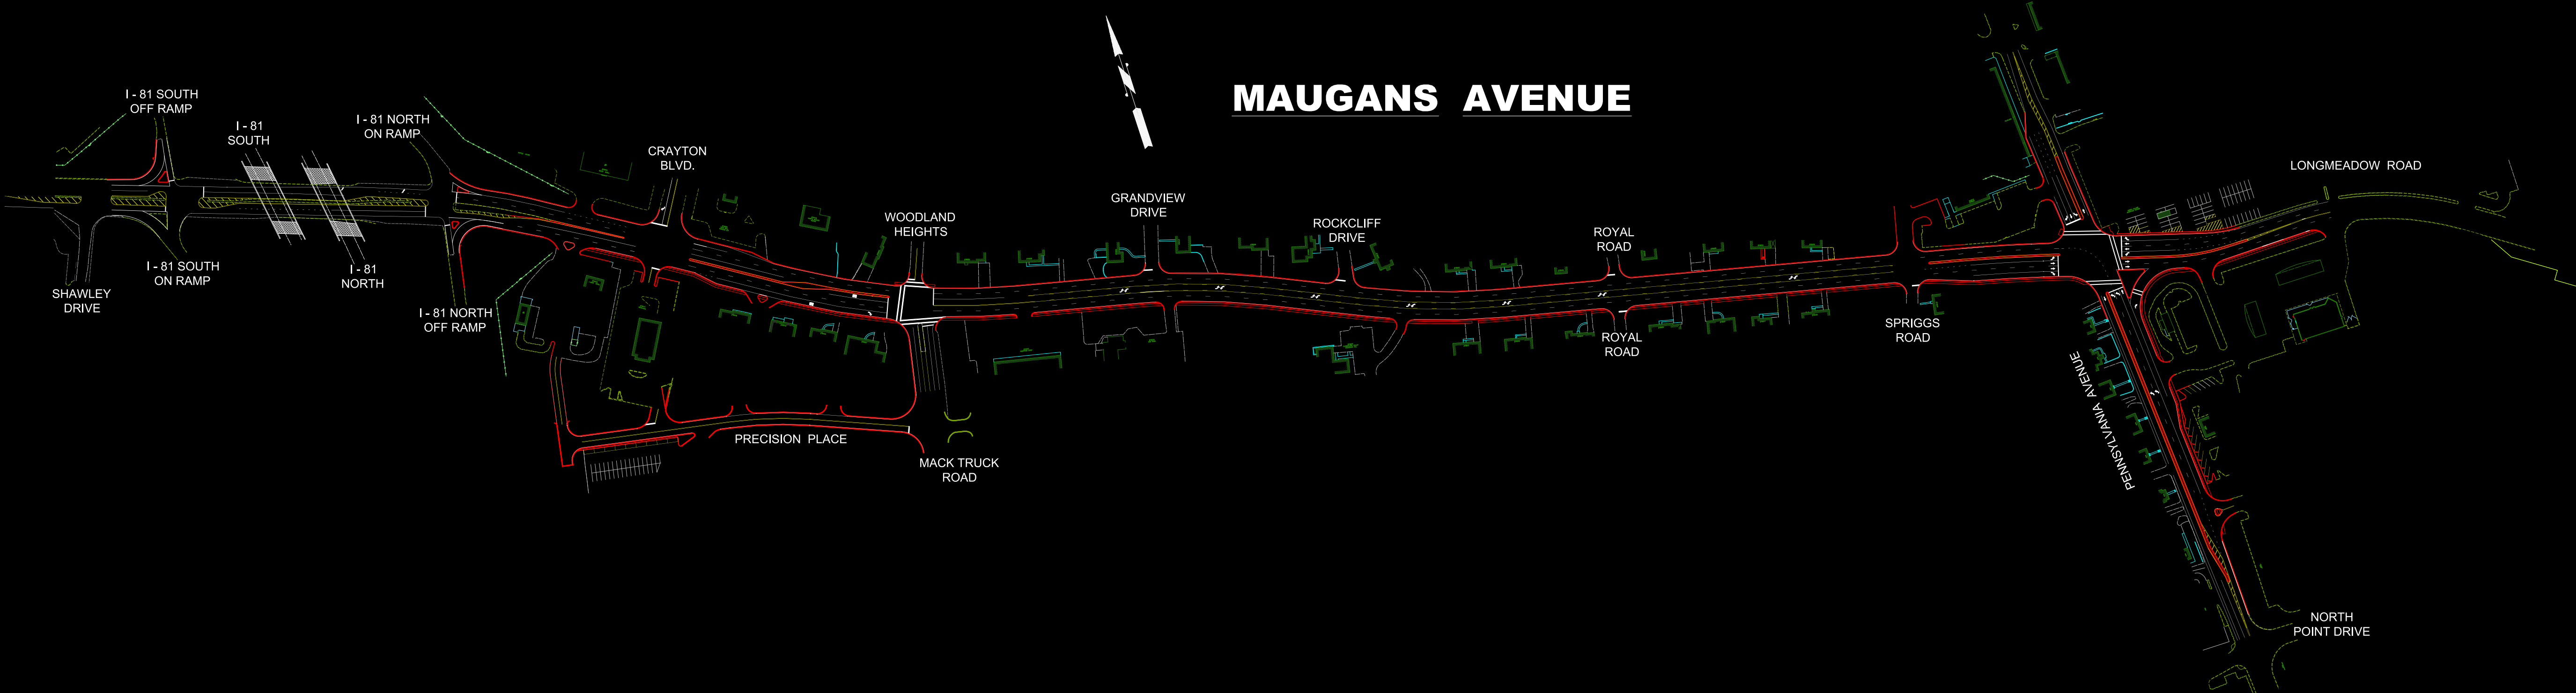 MAUGANS AVENUE
I - 81 SOUTH
OFF RAMP
I - 81
SOUTH
I - 81 NORTH
ON RAMP
CRAYTON
BLVD.
WOODLAND
HEIGHTS
GRANDVIEW
DRIVE
ROCKCLIFF
DRIVE
ROYAL
ROAD
LONGMEADOW ROAD
SHAWLEY
DRIVE
I - 81 SOUTH
ON RAMP
I - 81
NORTH
I - 81 NORTH
OFF RAMP
PRECISION PLACE
MACK TRUCK
ROAD
ROYAL
ROAD
SPRIGGS
ROAD
PENNSYLVANIA AVENUE
NORTH
POINT DRIVE